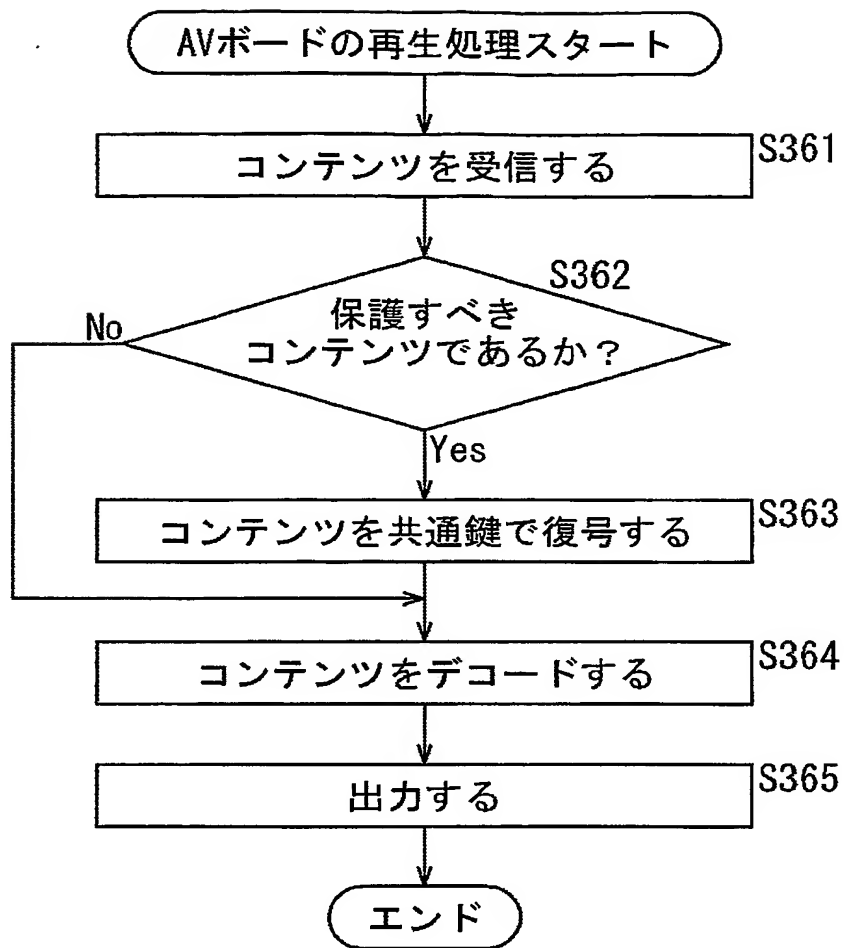 AVボードの再生処理スタート
コンテンツを受信する
S361
S362
保護すべき
コンテンツであるか？
No
Yes
コンテンツを共通鍵で復号する
S363
コンテンツをデコードする
S364
出力する
S365
エンド